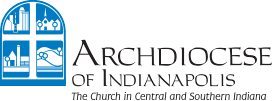 ARCHDIOCESE
OF INDIANAPOLIS
The Church in Central and Southern Indiana